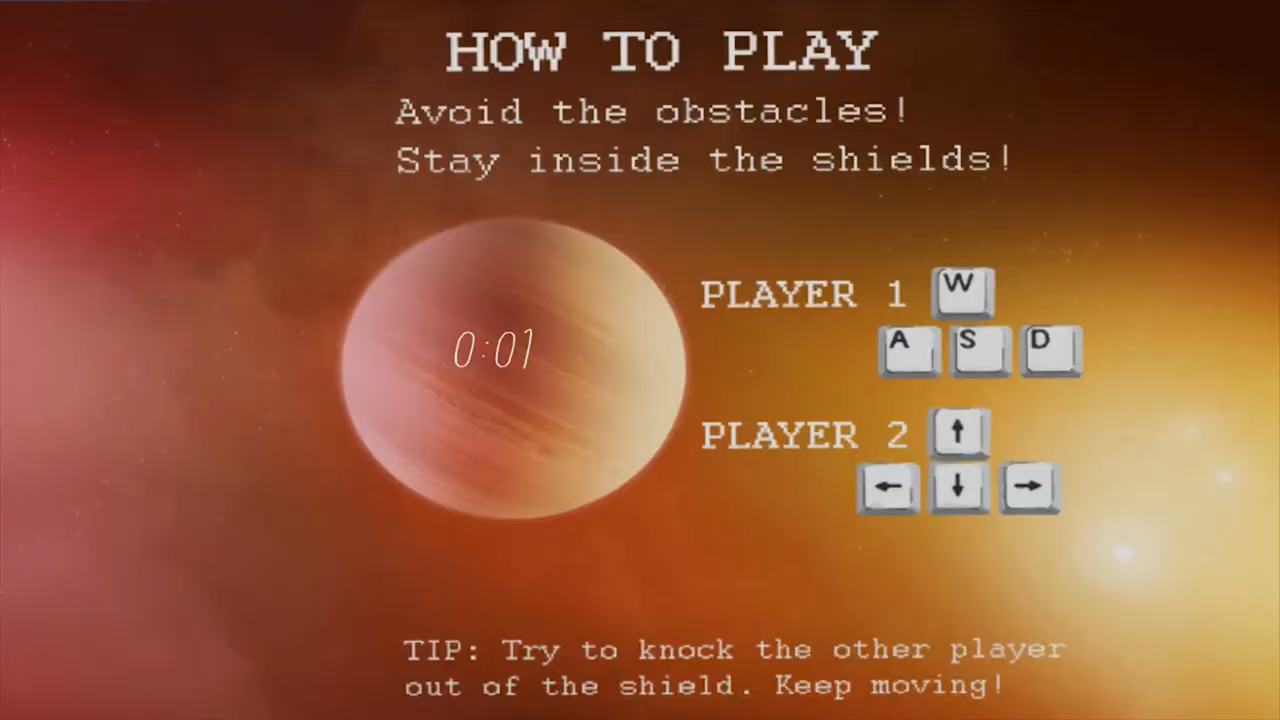 HOW TO PLAY
Avoid the obstacles!
Stay inside the shields!
0:01
PLAYER 1 W
A S D
PLAYER 2 ↑
← ↓ →
TIP: Try to knock the other player
out of the shield. Keep moving!